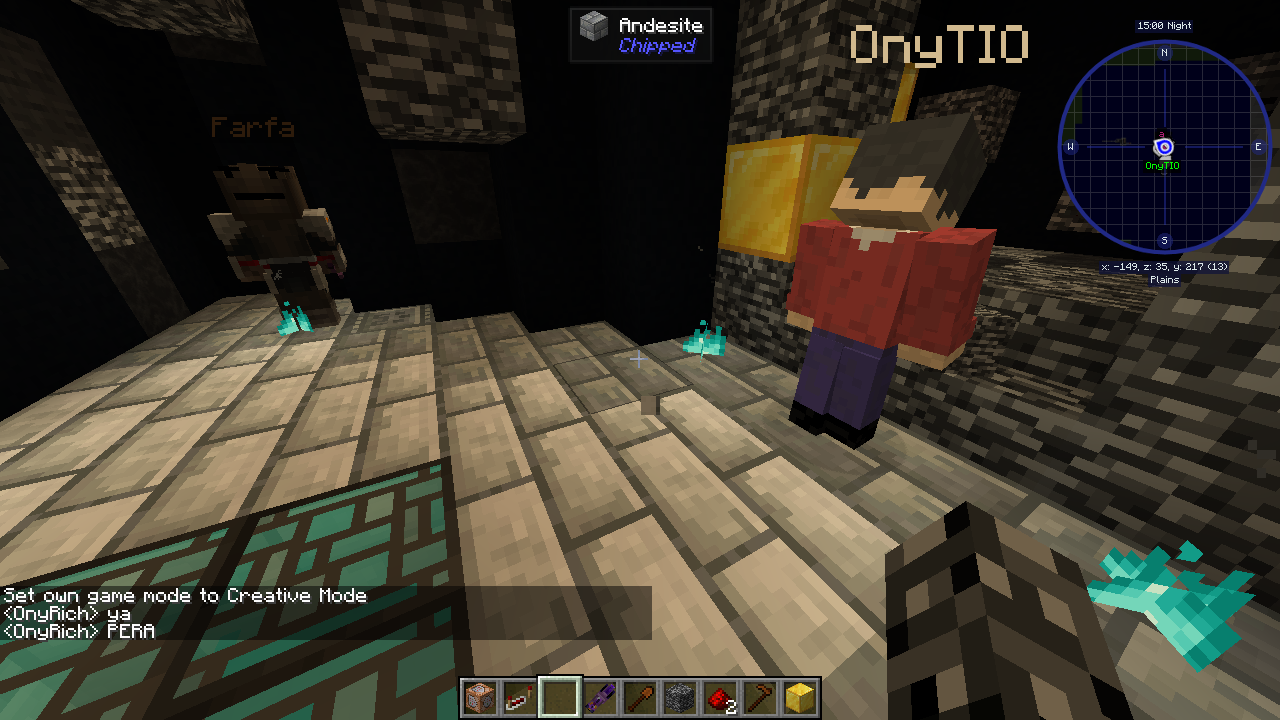 Andesite
Chipped
OnyTIO
15:00 Night
Farfa
N
W
E
a
OnyTIO
S
x: -149, z: 35, y: 217 (13)
Plains
Set own game mode to Creative Mode
<OnyRich> ya
<OnyRich> PERA
2